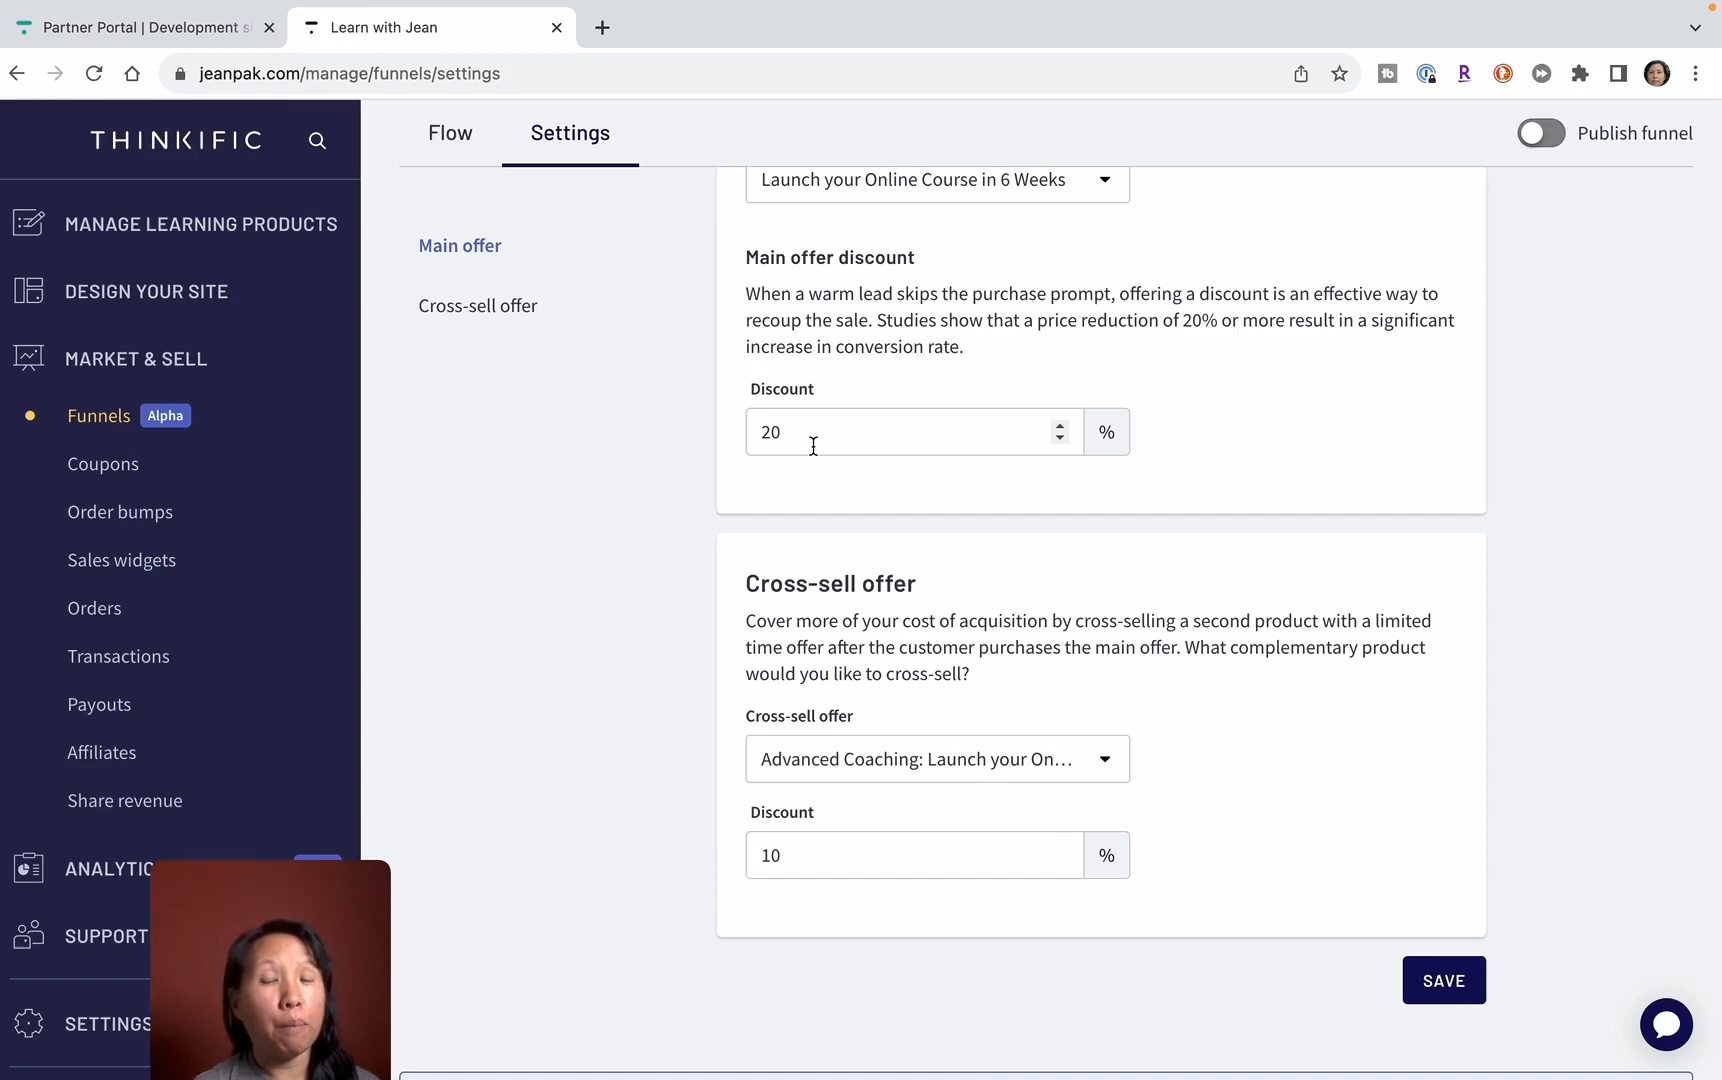 Partner Portal | Development
Learn with Jean
jeanpak.com/manage/funnels/settings
THINKIFIC
Flow
Settings
Publish funnel
MANAGE LEARNING PRODUCTS
DESIGN YOUR SITE
MARKET & SELL
Funnels
Alpha
Coupons
Order bumps
Sales widgets
Orders
Transactions
Payouts
Affiliates
Share revenue
ANALYTIC
SUPPORT
SETTINGS
Main offer
Cross-sell offer
Launch your Online Course in 6 Weeks
Main offer discount
When a warm lead skips the purchase prompt, offering a discount is an effective way to
recoup the sale. Studies show that a price reduction of 20% or more result in a significant
increase in conversion rate.
Discount
20
%
Cross-sell offer
Cover more of your cost of acquisition by cross-selling a second product with a limited
time offer after the customer purchases the main offer. What complementary product
would you like to cross-sell?
Cross-sell offer
Advanced Coaching: Launch your On...
Discount
10
%
SAVE